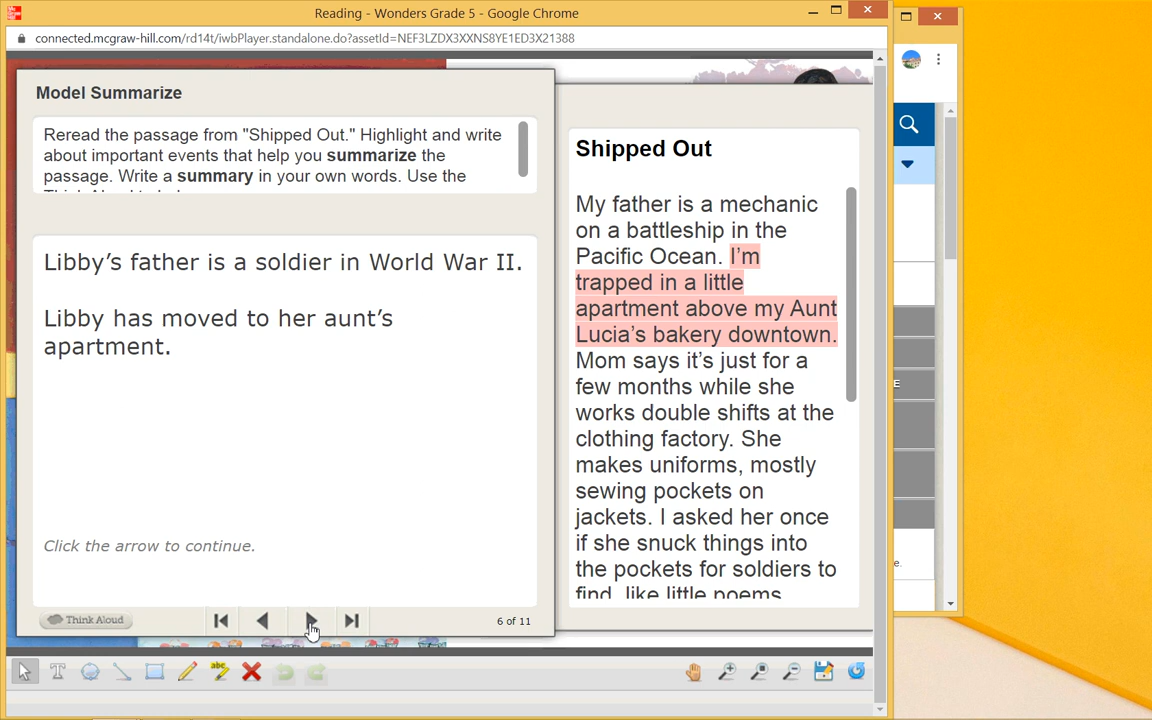 Reading - Wonders Grade 5 - Google Chrome
connected.mcgraw-hill.com/rd14t/iwbPlayer.standalone.do?assetId=NEF3LZDX3XXNS8YE1ED3X21388
Model Summarize
Reread the passage from "Shipped Out." Highlight and write
about important events that help you summarize the
passage. Write a summary in your own words. Use the
Libby's father is a soldier in World War II.
Libby has moved to her aunt's
apartment.
Click the arrow to continue.
Think Aloud
6 of 11
Shipped Out
My father is a mechanic
on a battleship in the
Pacific Ocean. I'm
trapped in a little
apartment above my Aunt
Lucia's bakery downtown.
Mom says it's just for a
few months while she
works double shifts at the
clothing factory. She
makes uniforms, mostly
sewing pockets on
jackets. I asked her once
if she snuck things into
the pockets for soldiers to
find, like little poems
T
abc
E
e.